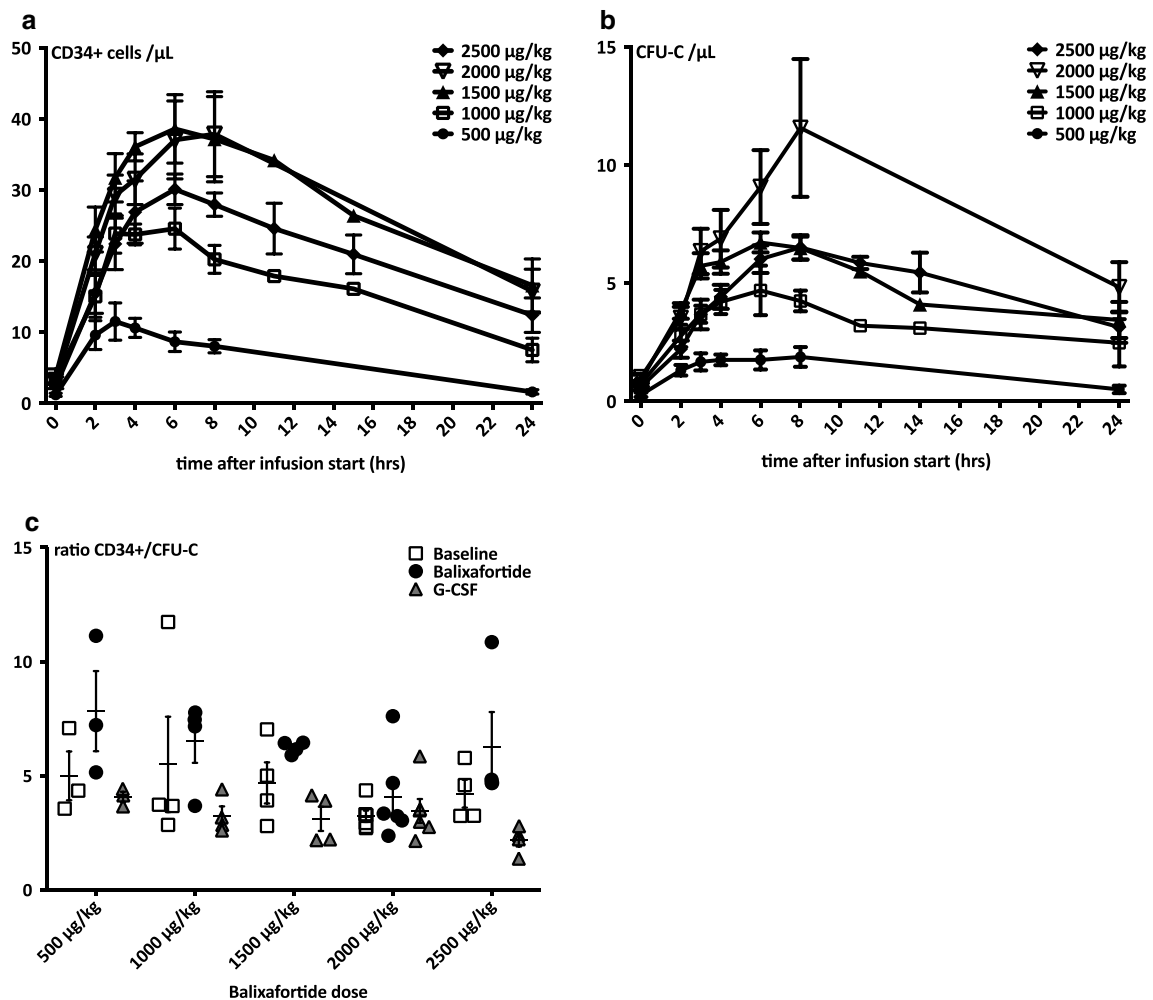 a
CD34+ cells /µL
50
40
30
20
10
0
2500 µg/kg
2000 µg/kg
1500 µg/kg
1000 µg/kg
500 µg/kg
0 2 4 6 8 10 12 14 16 18 20 22 24
time after infusion start (hrs)
b
CFU-C /µL
15
10
5
0
2500 µg/kg
2000 µg/kg
1500 µg/kg
1000 µg/kg
500 µg/kg
0 2 4 6 8 10 12 14 16 18 20 22 24
time after infusion start (hrs)
c
ratio CD34+/CFU-C
15
10
5
0
Baseline
Balixafortide
G-CSF
500 µg/kg
1000 µg/kg
1500 µg/kg
2000 µg/kg
2500 µg/kg
Balixafortide dose